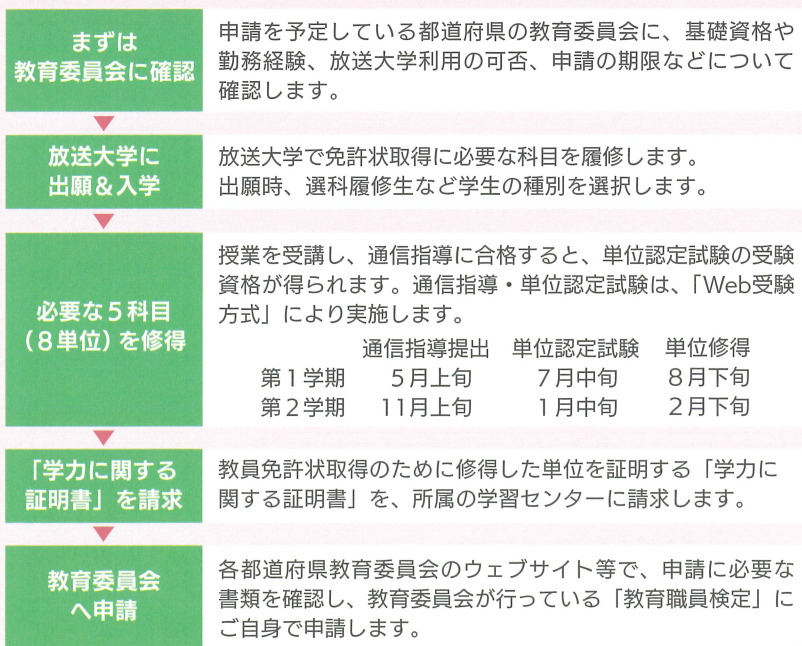 まずは
教育委員会に確認
申請を予定している都道府県の教育委員会に、基礎資格や
勤務経験、放送大学利用の可否、申請の期限などについて
確認します。
放送大学に
出願＆入学
放送大学で免許状取得に必要な科目を履修します。
出願時、選科履修生など学生の種別を選択します。
必要な５科目
（８単位）を修得
授業を受講し、通信指導に合格すると、単位認定試験の受験
資格が得られます。通信指導・単位認定試験は、「Web受験
方式」により実施します。
通信指導提出 単位認定試験 単位修得
第１学期 ５月上旬 ７月中旬 ８月下旬
第２学期 11月上旬 １月中旬 ２月下旬
「学力に関する
証明書」を請求
教員免許状取得のために修得した単位を証明する「学力に
関する証明書」を、所属の学習センターに請求します。
教育委員会
へ申請
各都道府県教育委員会のウェブサイト等で、申請に必要な
書類を確認し、教育委員会が行っている「教育職員検定」に
ご自身で申請します。